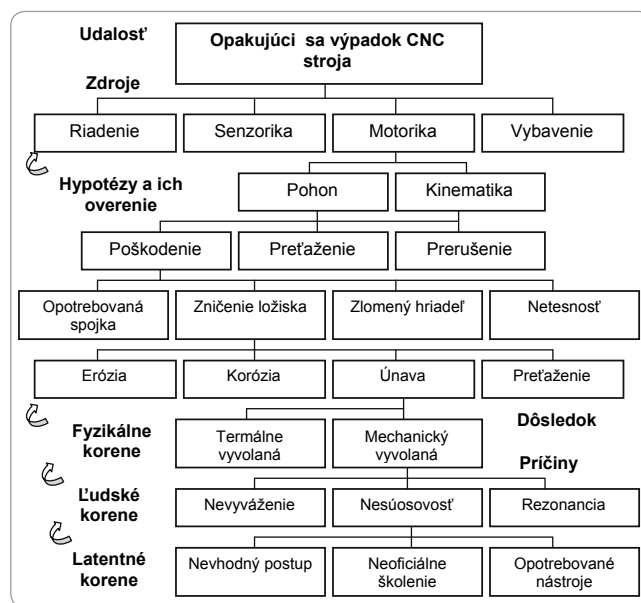 Udalosť
Opakujúci sa výpadok CNC
stroja
Zdroje
Riadenie
Senzorika
Motorika
Vybavenie
Hypotézy a ich
overenie
Pohon
Kinematika
Poškodenie
Preťaženie
Prerušenie
Opotrebovaná
spojka
Zničenie ložiska
Zlomený hriadeľ
Netesnosť
Erózia
Korózia
Únava
Preťaženie
Fyzikálne
korene
Termálne
vyvolaná
Mechanický
vyvolaná
Dôsledok
Príčiny
Ľudské
korene
Nevyváženie
Nesúosovosť
Rezonancia
Latentné
korene
Nevhodný postup
Neoficiálne
školenie
Opotrebované
nástroje